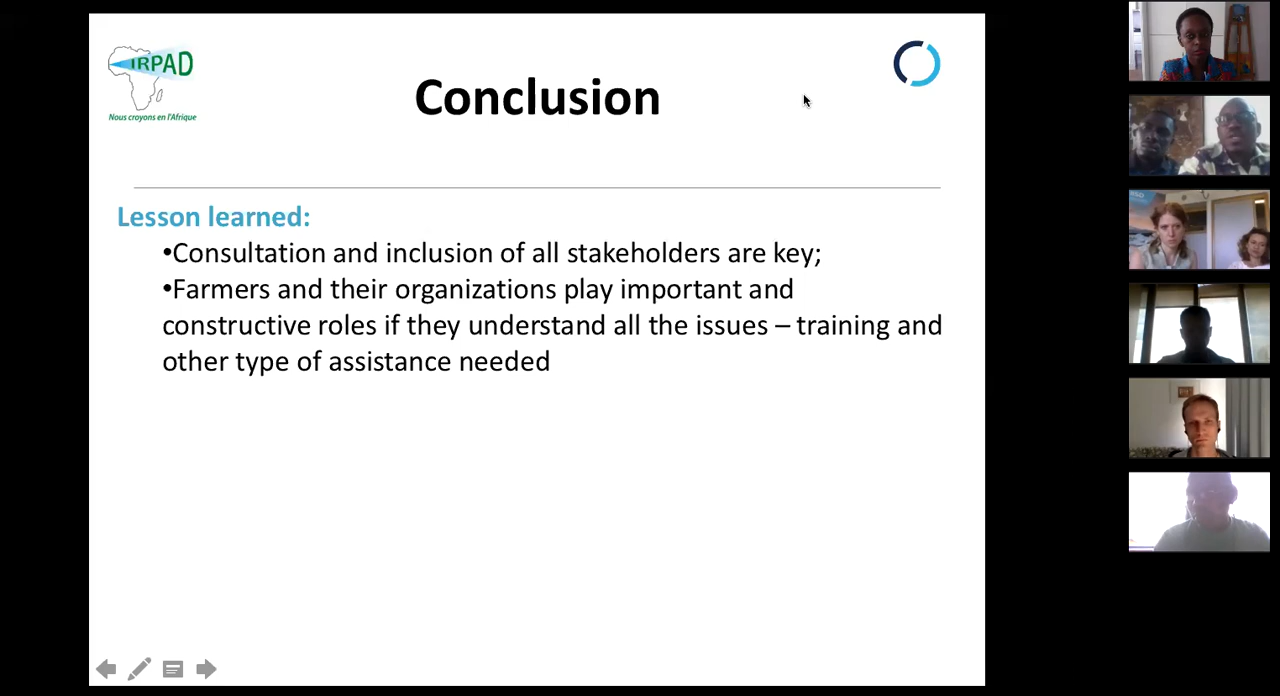 IRPAD
Nous croyons en l'Afrique
Conclusion
Lesson learned:
•Consultation and inclusion of all stakeholders are key;
•Farmers and their organizations play important and
constructive roles if they understand all the issues – training and
other type of assistance needed